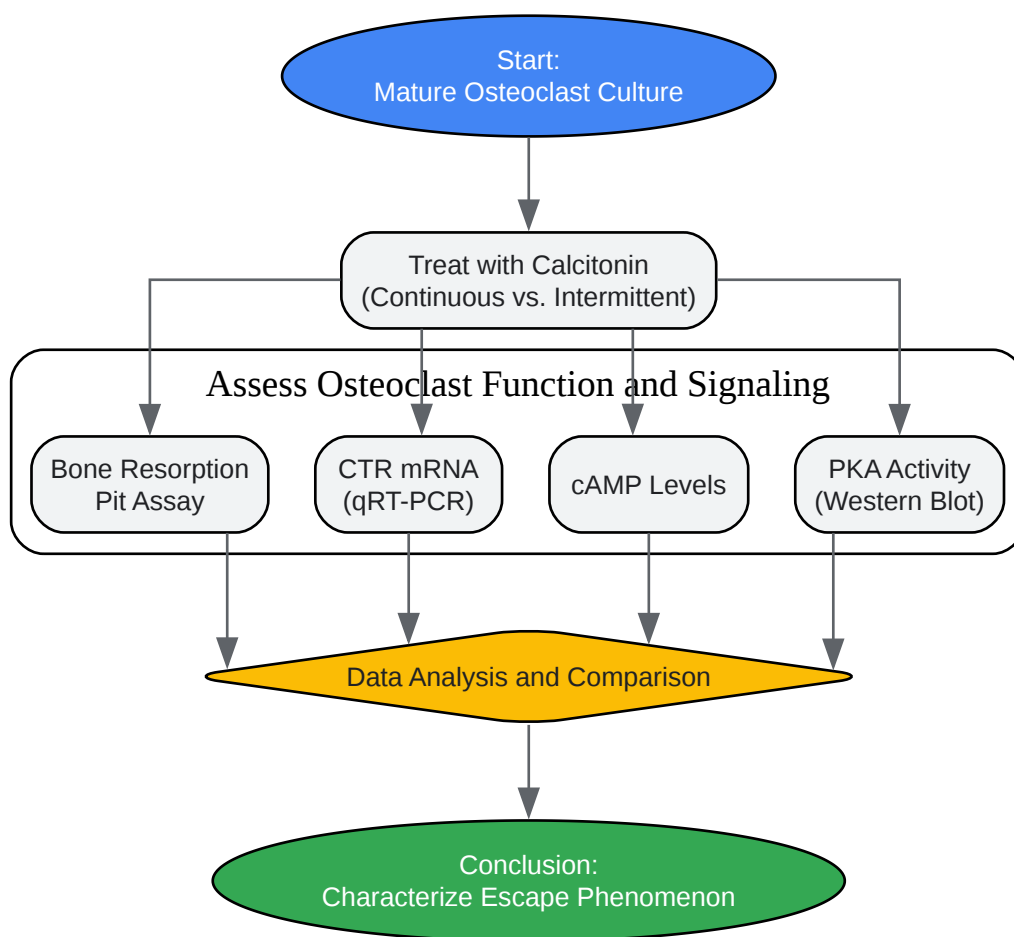 Start:
Mature Osteoclast Culture
Treat with Calcitonin
(Continuous vs. Intermittent)
Assess Osteoclast Function and Signaling
Bone Resorption
Pit Assay
CTR mRNA
(qRT-PCR)
cAMP Levels
PKA Activity
(Western Blot)
Data Analysis and Comparison
Conclusion:
Characterize Escape Phenomenon